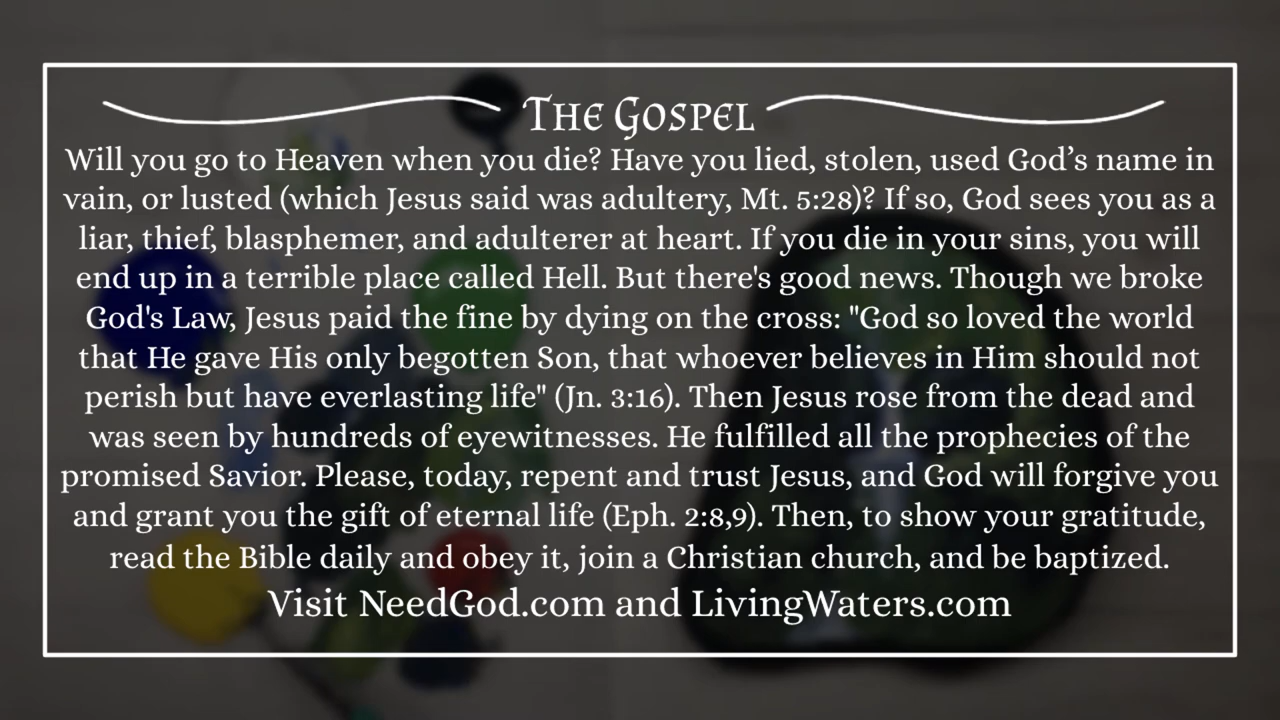 The Gospel
Will you go to Heaven when you die? Have you lied, stolen, used God’s name in
vain, or lusted (which Jesus said was adultery, Mt. 5:28)? If so, God sees you as a
liar, thief, blasphemer, and adulterer at heart. If you die in your sins, you will
end up in a terrible place called Hell. But there's good news. Though we broke
God's Law, Jesus paid the fine by dying on the cross: "God so loved the world
that He gave His only begotten Son, that whoever believes in Him should not
perish but have everlasting life" (Jn. 3:16). Then Jesus rose from the dead and
was seen by hundreds of eyewitnesses. He fulfilled all the prophecies of the
promised Savior. Please, today, repent and trust Jesus, and God will forgive you
and grant you the gift of eternal life (Eph. 2:8,9). Then, to show your gratitude,
read the Bible daily and obey it, join a Christian church, and be baptized.
Visit NeedGod.com and LivingWaters.com